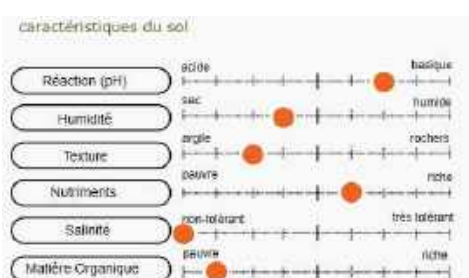 caractéristiques du sol
acide basique
Réaction (pH)
sec humide
Humidité
argile rochers
Texture
pauvre riche
Nutriments
non-tolérant très tolérant
Salinité
pauvre riche
Matière Organique